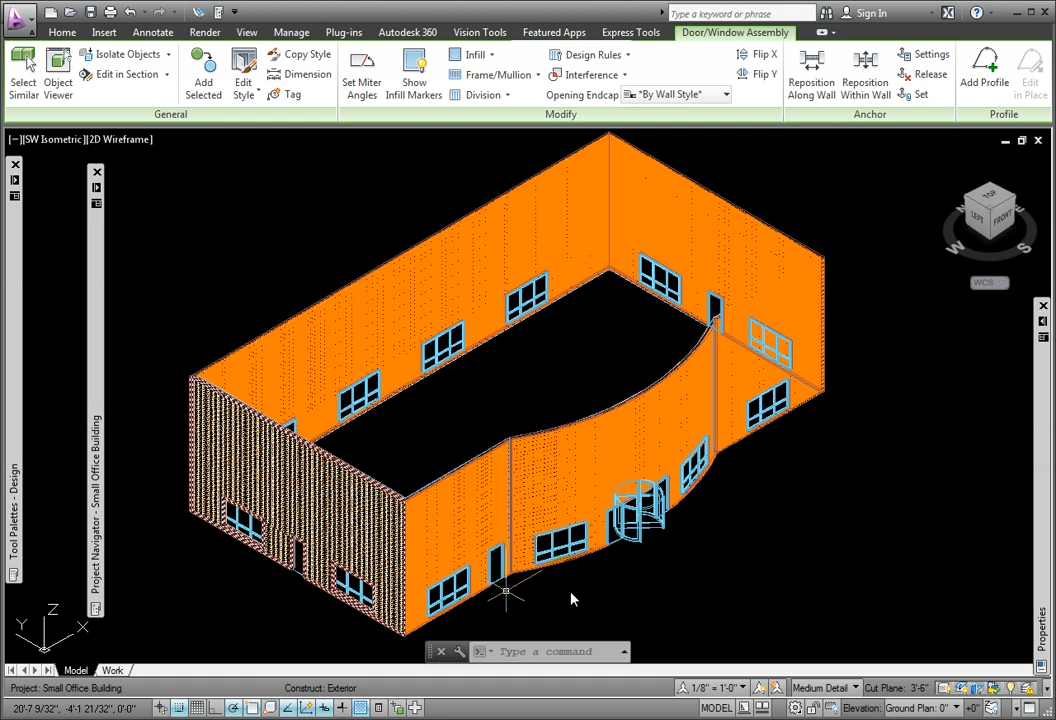 Type a keyword or phrase
Sign In
Home Insert Annotate Render View Manage Plug-ins Autodesk 360 Vision Tools Featured Apps Express Tools Door/Window Assembly
Select Similar
Object Viewer
Isolate Objects
Edit in Section
Add Selected
Edit Style
Copy Style
Dimension
Tag
Set Miter Angles
Show Infill Markers
Infill
Frame/Mullion
Division
Design Rules
Interference
Opening Endcap *By Wall Style*
Flip X
Flip Y
Reposition Along Wall
Reposition Within Wall
Settings
Release
Set
Add Profile
Edit in Place
General Modify Anchor Profile
[−][SW Isometric][2D Wireframe]
TOP
LEFT
FRONT
W
S
WCS
Tool Palettes - Design
Project Navigator - Small Office Building
Properties
Z
Y
X
Type a command
Model Work
Project: Small Office Building Construct: Exterior 1/8" = 1'-0" Medium Detail Cut Plane: 3'-6"
20'-7 9/32", -4'-1 21/32", 0'-0" MODEL Elevation: Ground Plan: 0" +0"